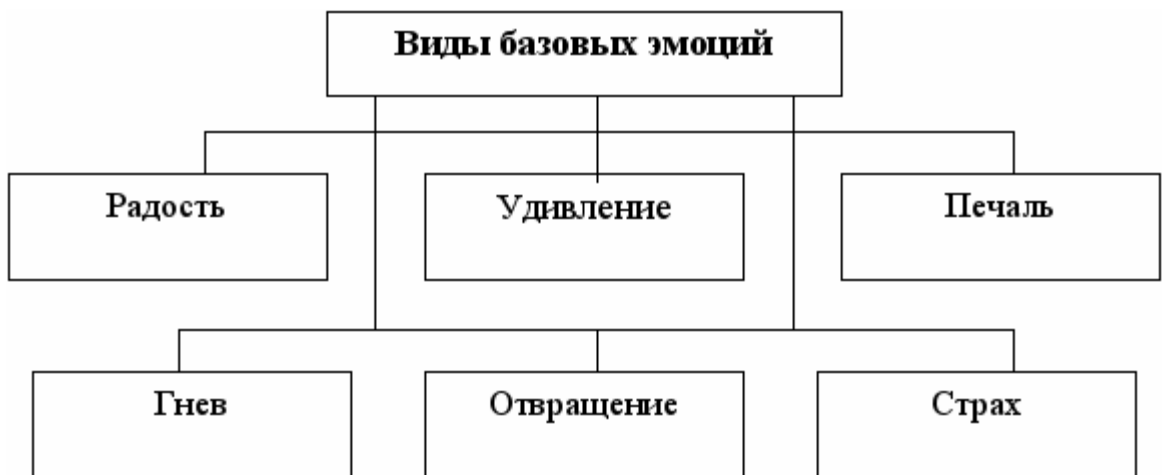 Виды базовых эмоций
Радость
Удивление
Печаль
Гнев
Отвращение
Страх